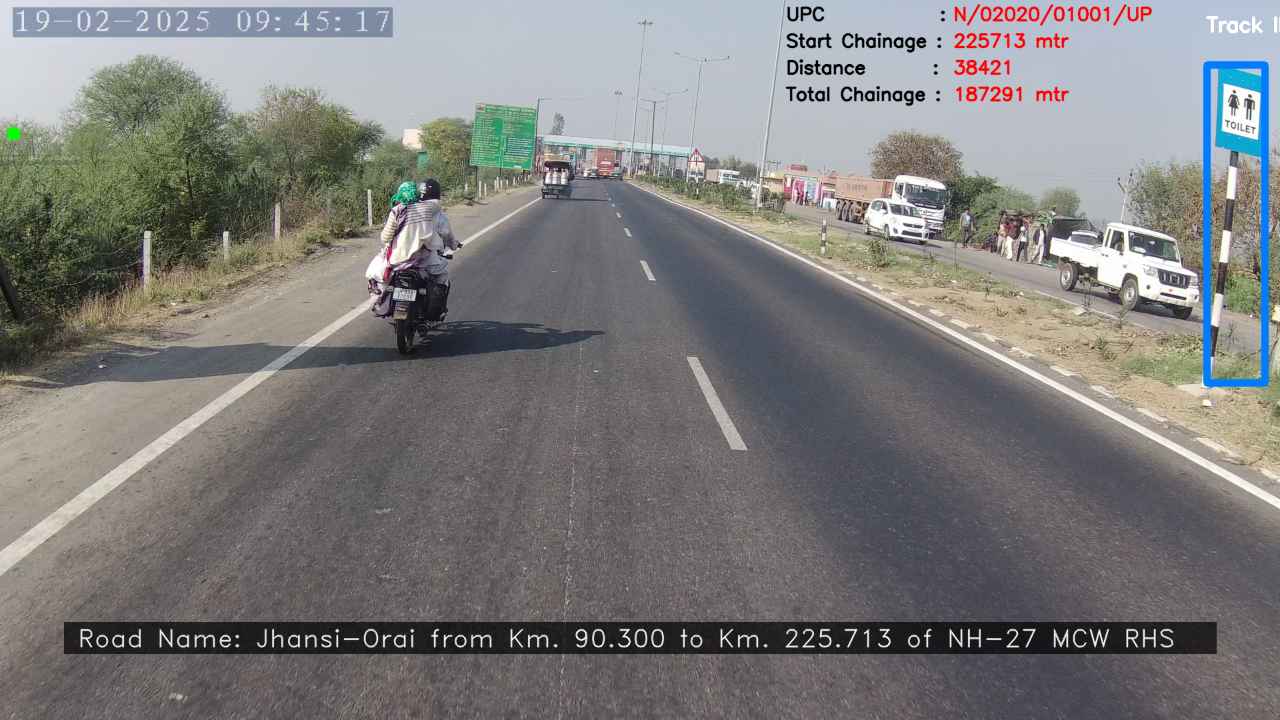 19-02-2025 09:45:17
UPC : N/02020/01001/UP
Start Chainage : 225713 mtr
Distance : 38421
Total Chainage : 187291 mtr
Track I
TOILET
Road Name: Jhansi-Orai from Km. 90.300 to Km. 225.713 of NH-27 MCW RHS